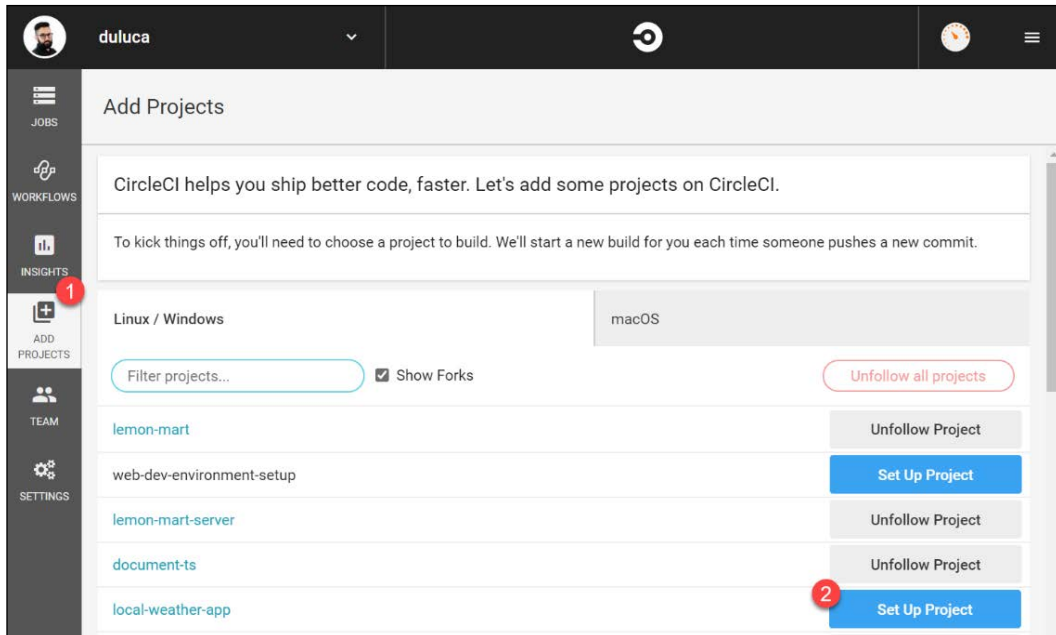 duluca
JOBS
WORKFLOWS
INSIGHTS
1
ADD
PROJECTS
TEAM
SETTINGS
Add Projects
CircleCI helps you ship better code, faster. Let's add some projects on CircleCI.
To kick things off, you'll need to choose a project to build. We'll start a new build for you each time someone pushes a new commit.
Linux / Windows
macOS
Filter projects...
Show Forks
Unfollow all projects
lemon-mart
Unfollow Project
web-dev-environment-setup
Set Up Project
lemon-mart-server
Unfollow Project
document-ts
Unfollow Project
local-weather-app
2
Set Up Project